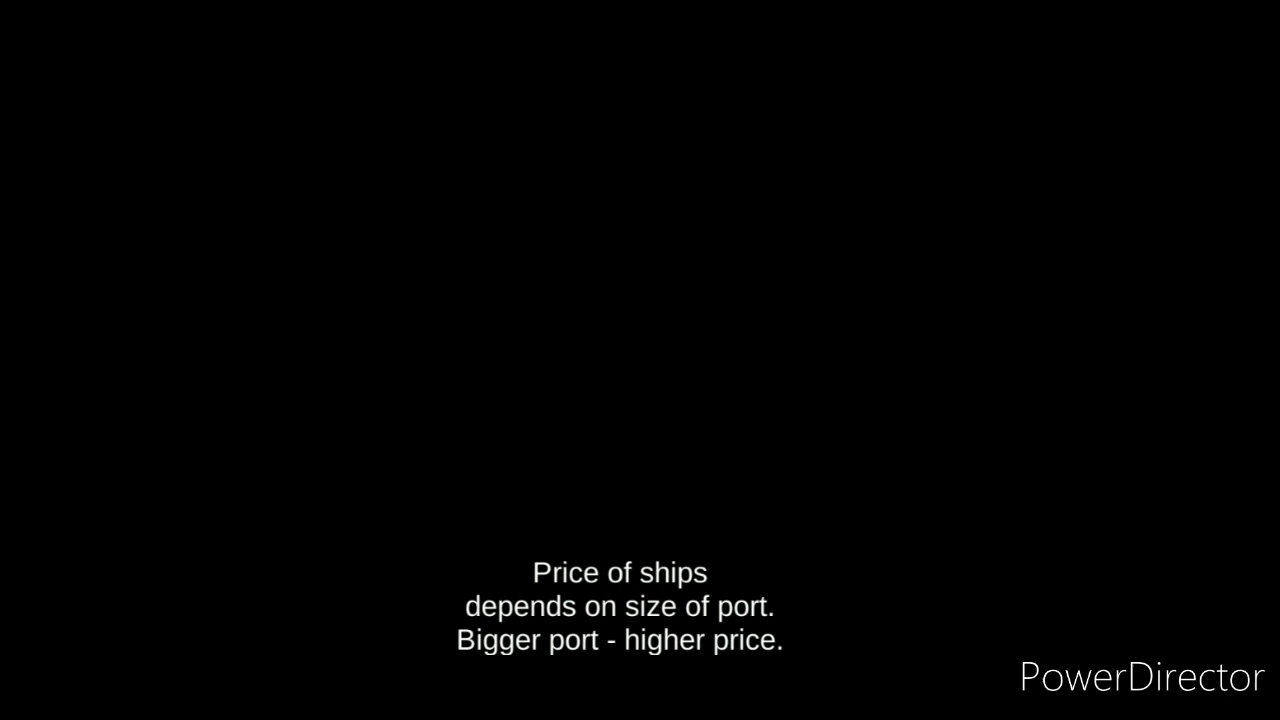 Price of ships
depends on size of port.
Bigger port - higher price.
PowerDirector